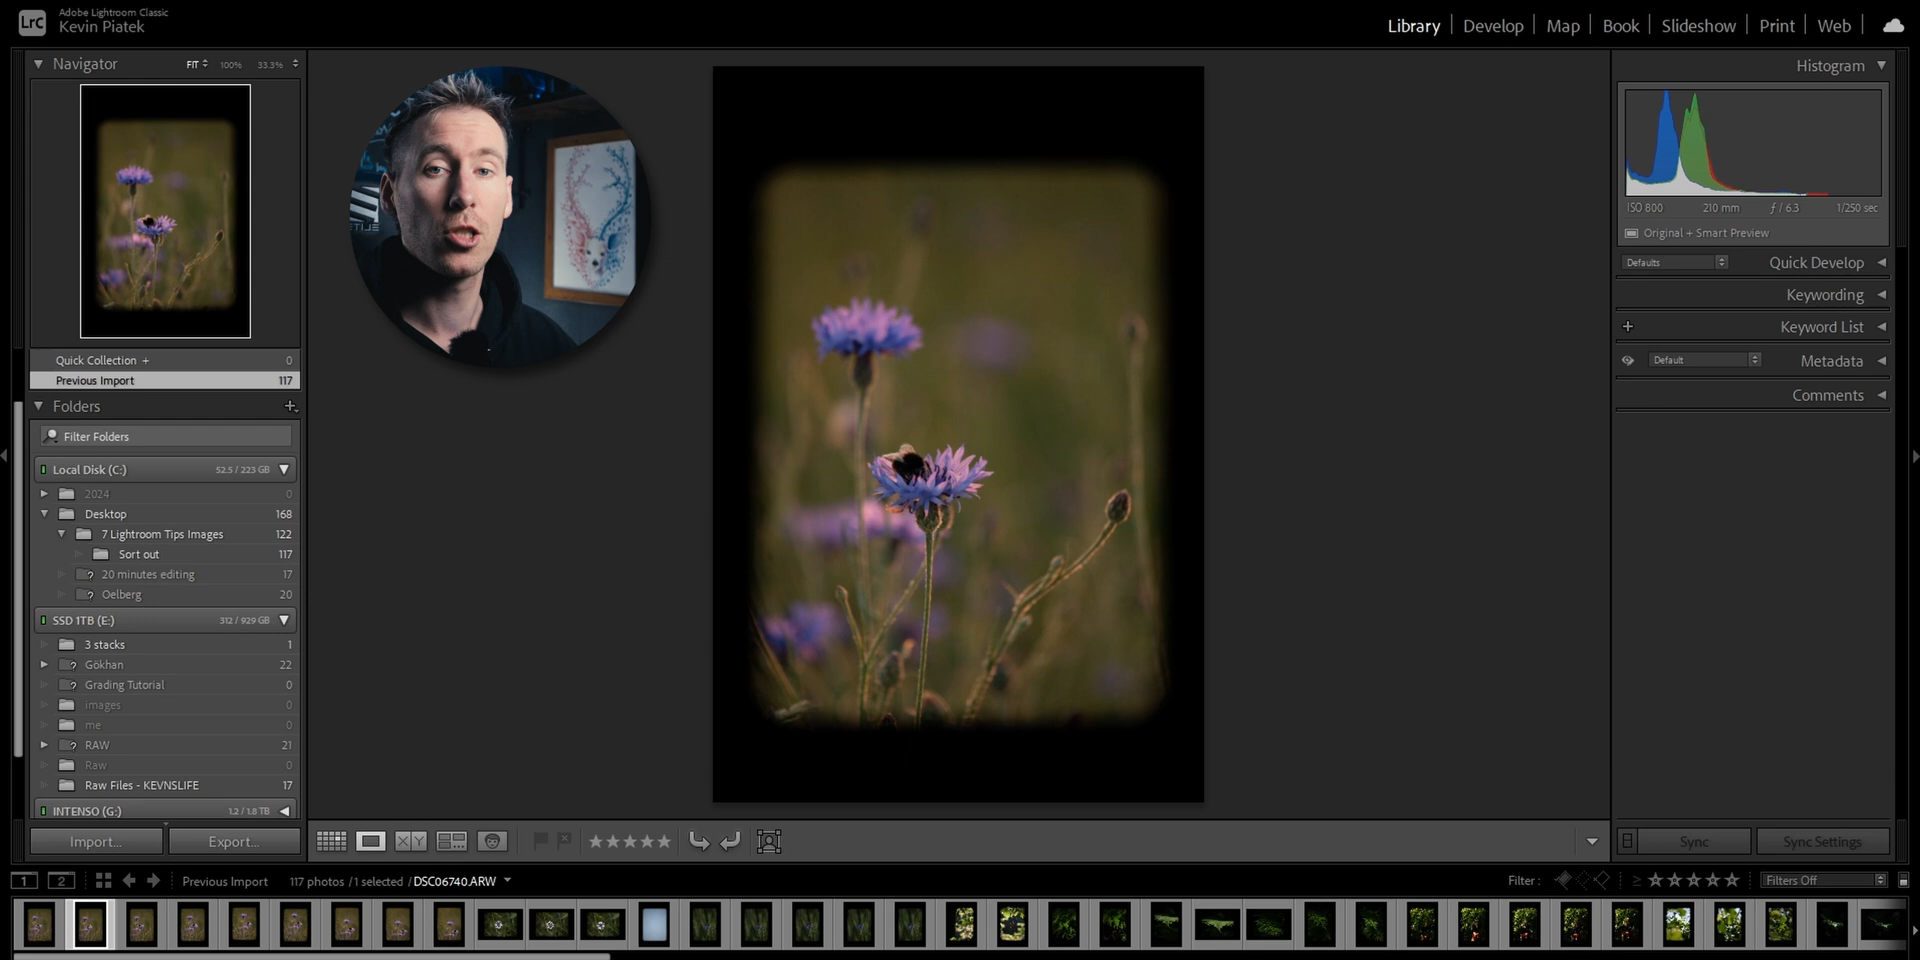 LrC
Adobe Lightroom Classic
Kevin Piatek
Library | Develop | Map | Book | Slideshow | Print | Web |
Navigator FIT 100% 33.3%
Quick Collection + 0
Previous Import 117
Folders +
Filter Folders
Local Disk (C:) 52.5 / 223 GB
2024 0
Desktop 168
7 Lightroom Tips Images 122
Sort out 117
20 minutes editing 17
Oelberg 20
SSD 1TB (E:) 312 / 929 GB
3 stacks 1
Gökhan 22
Grading Tutorial 0
images 0
me 0
RAW 21
Raw 0
Raw Files - KEVNSLIFE 17
INTENSO (G:) 1.2 / 1.8 TB
Import... Export...
XY
Histogram
ISO 800 210 mm ƒ / 6.3 1/250 sec
Original + Smart Preview
Defaults Quick Develop
Keywording
+ Keyword List
Default Metadata
Comments
Sync Sync Settings
1 2 Previous Import 117 photos / 1 selected / DSC06740.ARW
Filter : ≥ Filters Off